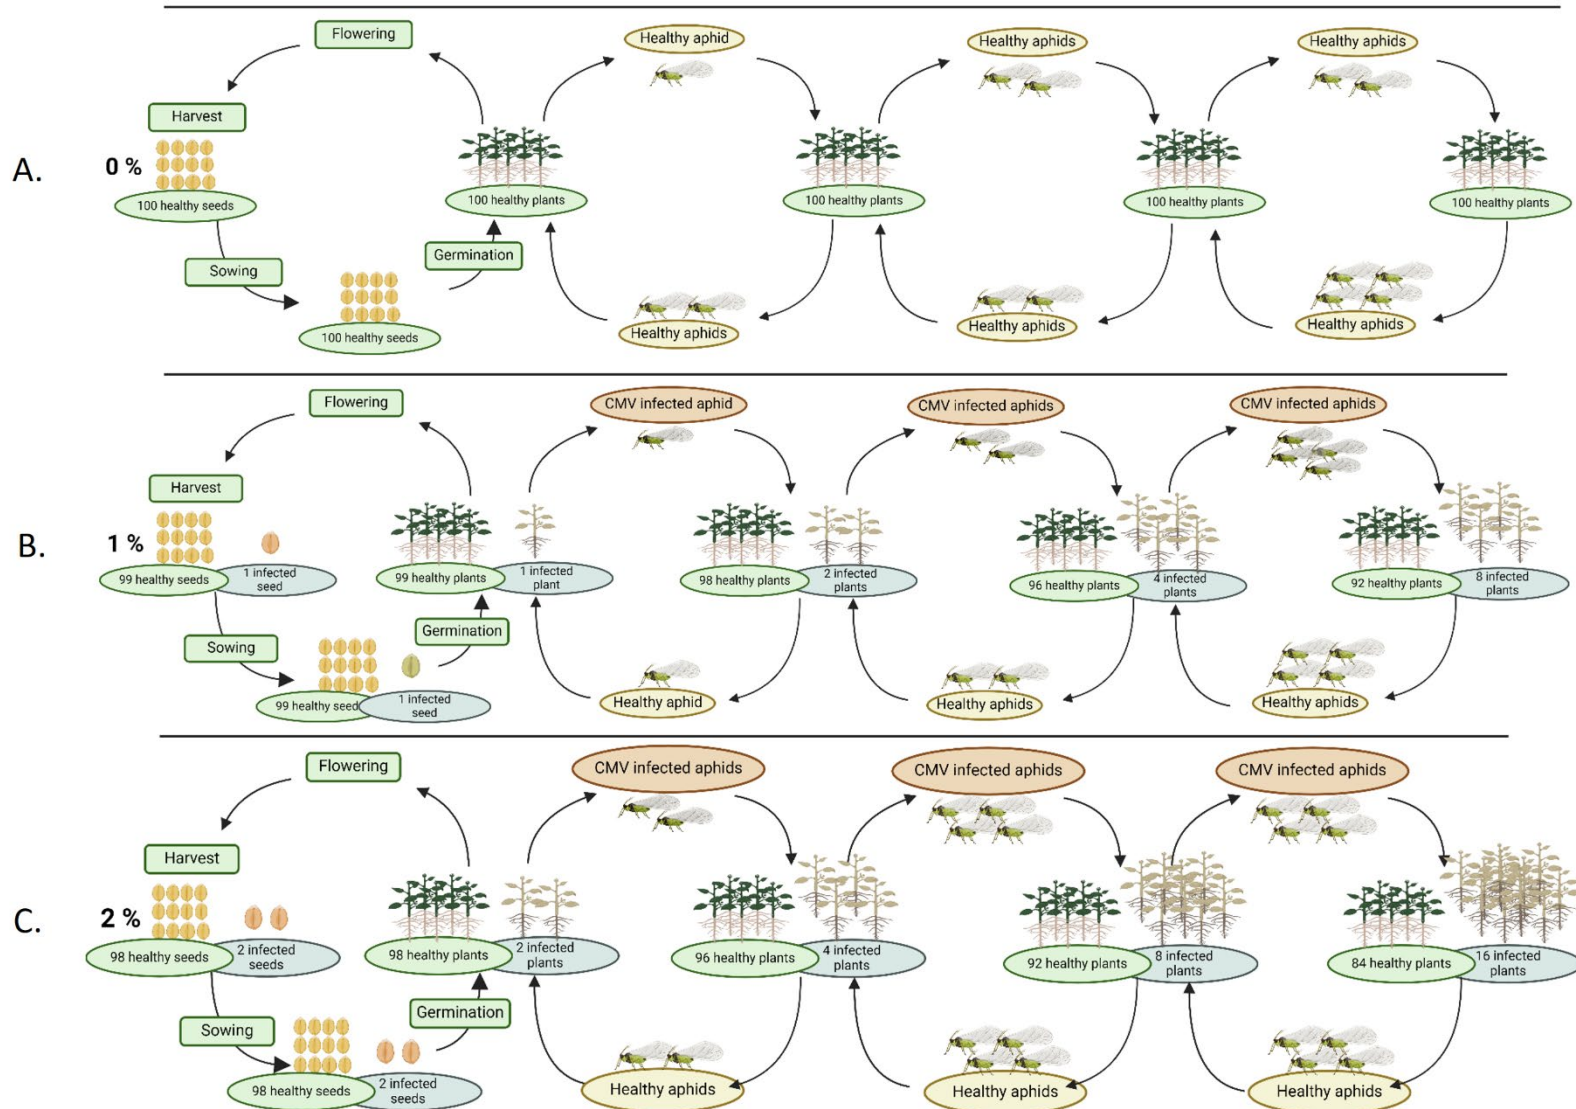 Flowering
Healthy aphid
Healthy aphids
Healthy aphids
Harvest
A.
0 %
100 healthy seeds
100 healthy plants
100 healthy plants
100 healthy plants
100 healthy plants
Sowing
Germination
100 healthy seeds
Healthy aphids
Healthy aphids
Healthy aphids
Flowering
CMV infected aphid
CMV infected aphids
CMV infected aphids
Harvest
B.
1 %
99 healthy seeds
1 infected
seed
99 healthy plants
1 infected
plant
98 healthy plants
2 infected
plants
96 healthy plants
4 infected
plants
92 healthy plants
8 infected
plants
Sowing
Germination
99 healthy seed
1 infected
seed
Healthy aphid
Healthy aphids
Healthy aphids
Flowering
CMV infected aphids
CMV infected aphids
CMV infected aphids
Harvest
C.
2 %
98 healthy seeds
2 infected
seeds
98 healthy plants
2 infected
plants
96 healthy plants
4 infected
plants
92 healthy plants
8 infected
plants
84 healthy plants
16 infected
plants
Sowing
Germination
98 healthy seeds
2 infected
seeds
Healthy aphids
Healthy aphids
Healthy aphids